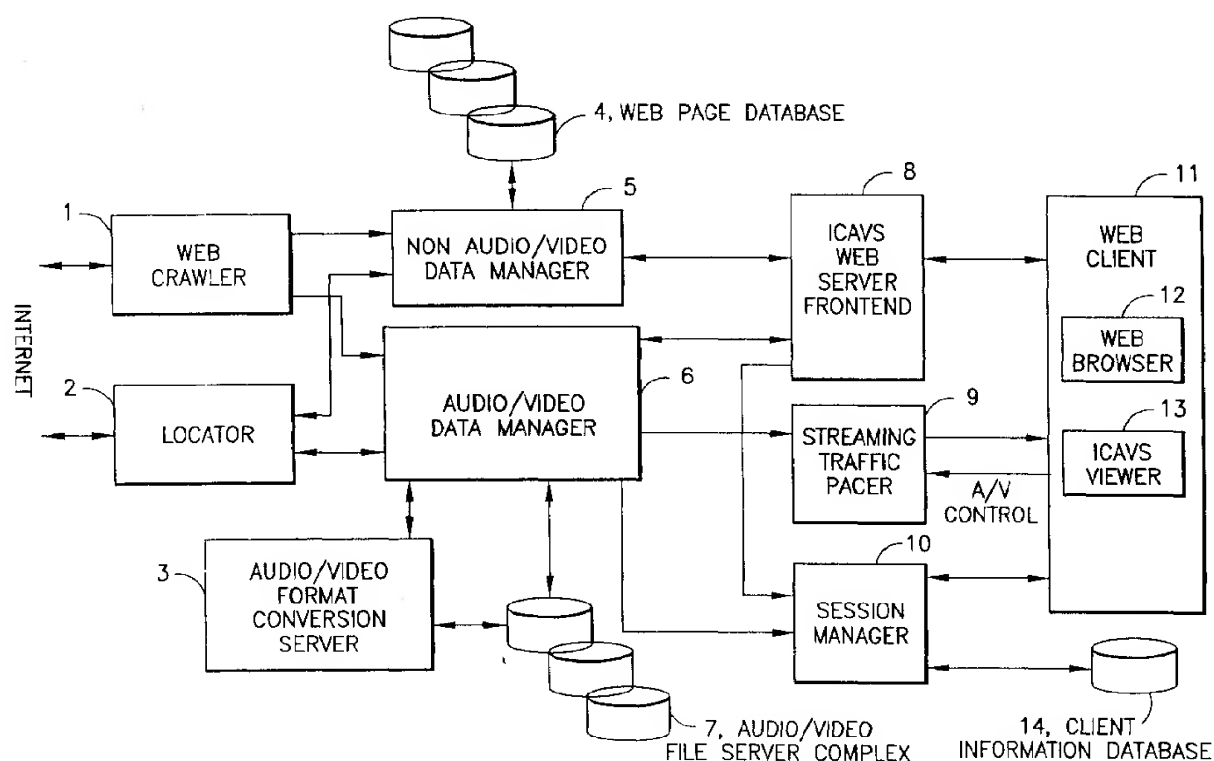 4, WEB PAGE DATABASE
1
WEB
CRAWLER
5
NON AUDIO/VIDEO
DATA MANAGER
8
ICAVS
WEB
SERVER
FRONTEND
11
WEB
CLIENT
12
WEB
BROWSER
13
ICAVS
VIEWER
INTERNET
2
LOCATOR
6
AUDIO/VIDEO
DATA MANAGER
9
STREAMING
TRAFFIC
PACER
A/V
CONTROL
3
AUDIO/VIDEO
FORMAT
CONVERSION
SERVER
10
SESSION
MANAGER
7, AUDIO/VIDEO
FILE SERVER COMPLEX
14, CLIENT
INFORMATION DATABASE